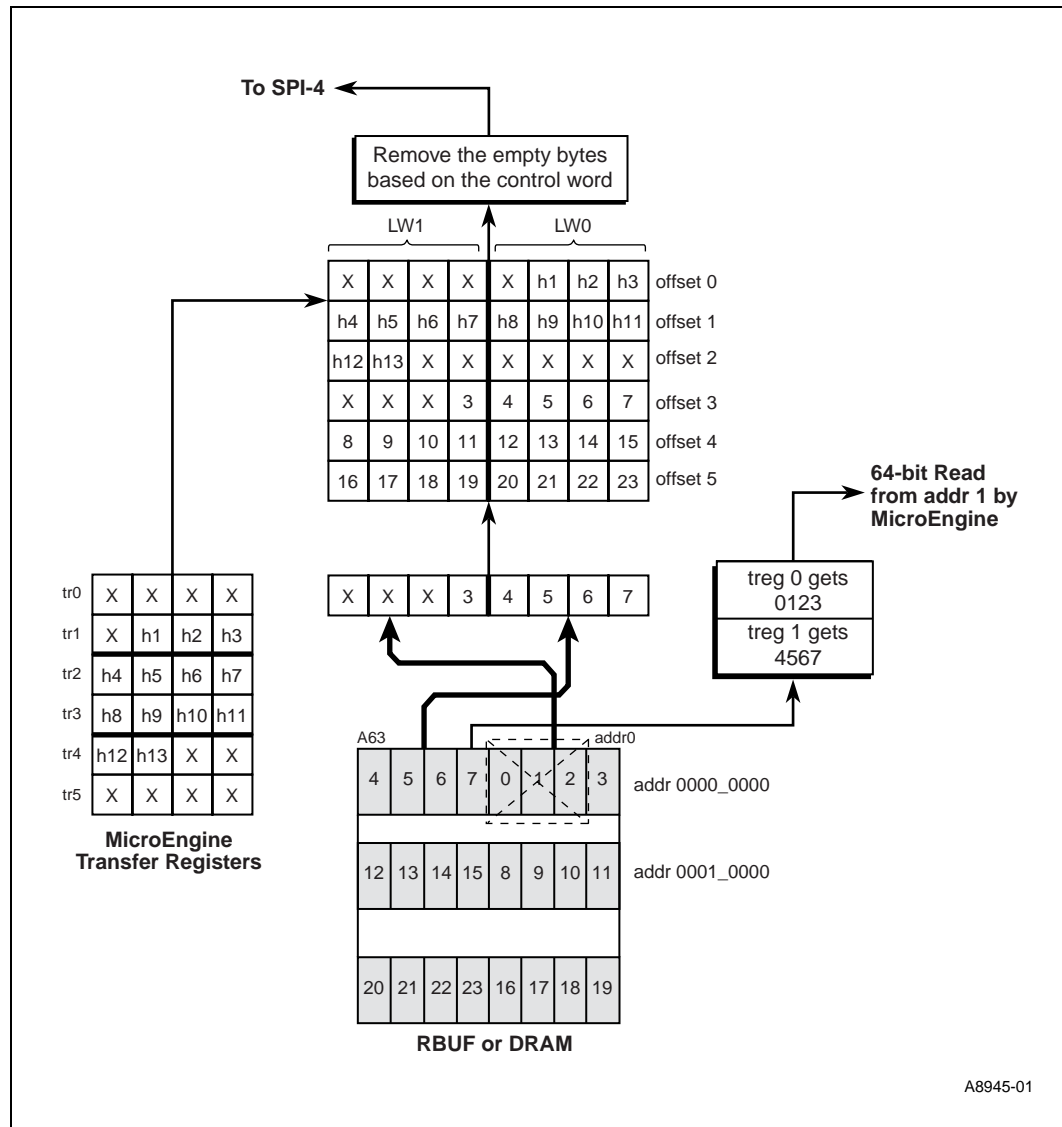 To SPI-4
Remove the empty bytes
based on the control word
LW1 LW0
X X X X X h1 h2 h3 offset 0
h4 h5 h6 h7 h8 h9 h10 h11 offset 1
h12 h13 X X X X X X offset 2
X X X 3 4 5 6 7 offset 3
8 9 10 11 12 13 14 15 offset 4
16 17 18 19 20 21 22 23 offset 5
64-bit Read
from addr 1 by
MicroEngine
treg 0 gets
0123
treg 1 gets
4567
X X X 3 4 5 6 7
tr0 X X X X
tr1 X h1 h2 h3
tr2 h4 h5 h6 h7
tr3 h8 h9 h10 h11
tr4 h12 h13 X X
tr5 X X X X
MicroEngine
Transfer Registers
A63 addr0
4 5 6 7 0 1 2 3 addr 0000_0000
12 13 14 15 8 9 10 11 addr 0001_0000
20 21 22 23 16 17 18 19
RBUF or DRAM
A8945-01